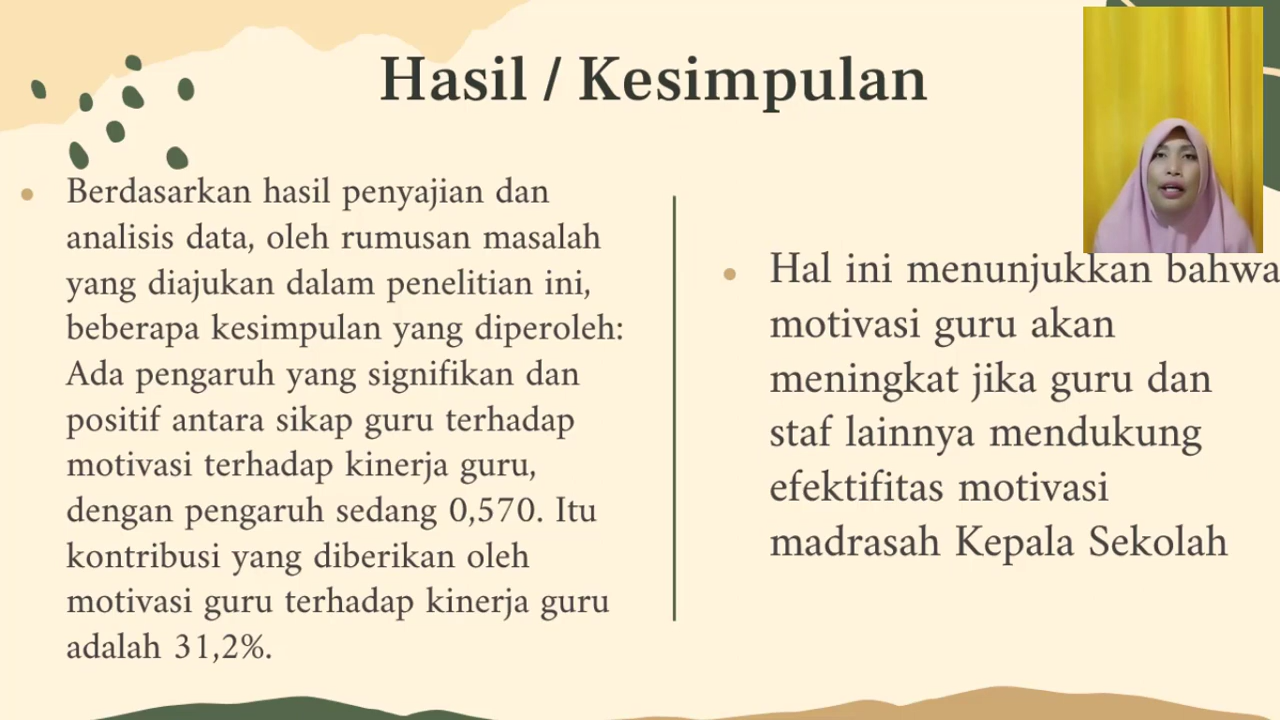 Hasil / Kesimpulan
Berdasarkan hasil penyajian dan
analisis data, oleh rumusan masalah
yang diajukan dalam penelitian ini,
beberapa kesimpulan yang diperoleh:
Ada pengaruh yang signifikan dan
positif antara sikap guru terhadap
motivasi terhadap kinerja guru,
dengan pengaruh sedang 0,570. Itu
kontribusi yang diberikan oleh
motivasi guru terhadap kinerja guru
adalah 31,2%.
Hal ini menunjukkan bahwa
motivasi guru akan
meningkat jika guru dan
staf lainnya mendukung
efektifitas motivasi
madrasah Kepala Sekolah